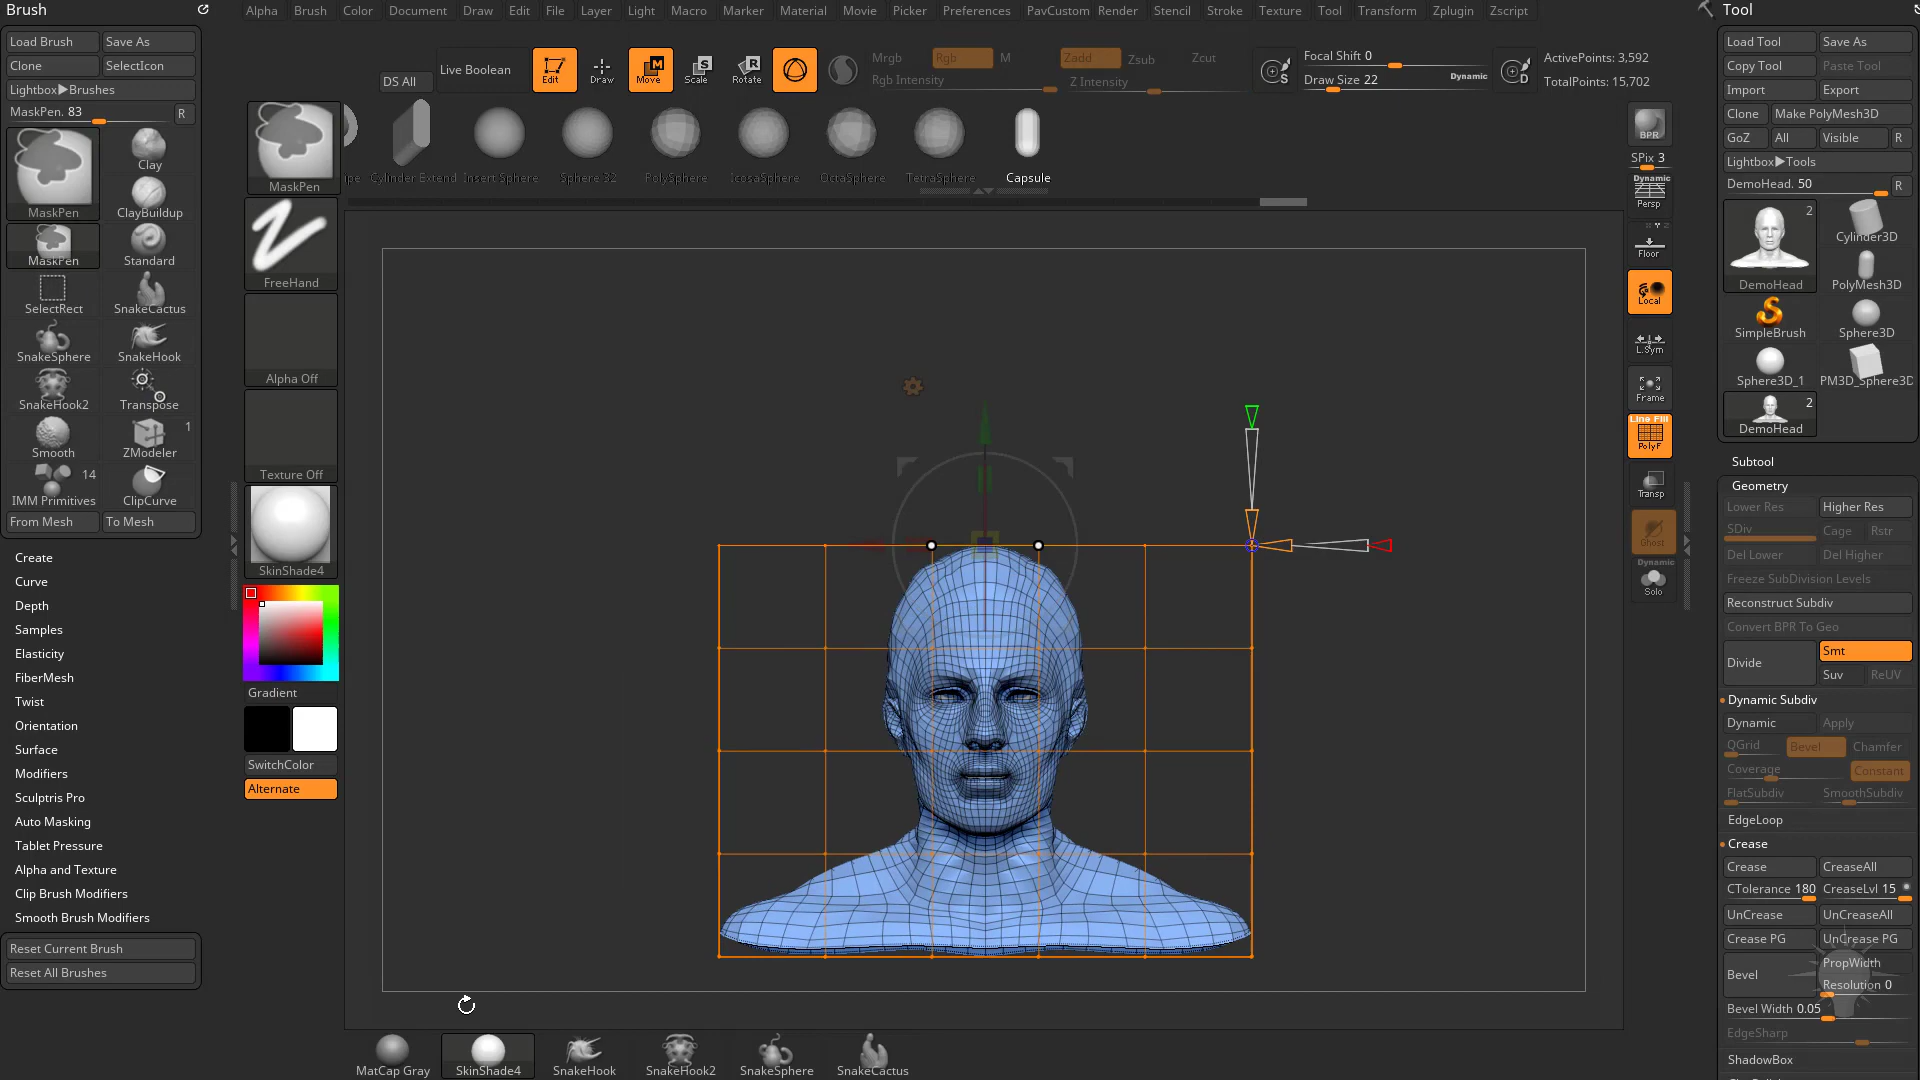 Brush
Load Brush
Save As
Clone
SelectIcon
Lightbox▶Brushes
MaskPen. 83
R
MaskPen
Clay
ClayBuildup
MaskPen
Standard
SelectRect
SnakeCactus
SnakeSphere
SnakeHook
SnakeHook2
Transpose
Smooth
1
ZModeler
14
IMM Primitives
ClipCurve
From Mesh
To Mesh
Create
Curve
Depth
Samples
Elasticity
FiberMesh
Twist
Orientation
Surface
Modifiers
Sculptris Pro
Auto Masking
Tablet Pressure
Alpha and Texture
Clip Brush Modifiers
Smooth Brush Modifiers
Reset Current Brush
Reset All Brushes
Alpha Brush Color Document Draw Edit File Layer Light Macro Marker Material Movie Picker Preferences PavCustom Render Stencil Stroke Texture Tool Transform Zplugin Zscript
DS All
Live Boolean
Edit
Draw
M
Move
S
Scale
R
Rotate
Mrgb
Rgb
M
Rgb Intensity
Zadd
Zsub
Zcut
Z Intensity
S
Focal Shift 0
Draw Size 22
Dynamic
D
ActivePoints: 3,592
TotalPoints: 15,702
MaskPen
Cylinder Extend
Insert Sphere
Sphere 32
PolySphere
IcosaSphere
OctaSphere
TetraSphere
Capsule
FreeHand
Alpha Off
Texture Off
SkinShade4
Gradient
SwitchColor
Alternate
MatCap Gray
SkinShade4
SnakeHook
SnakeHook2
SnakeSphere
SnakeCactus
BPR
SPix 3
Dynamic
Persp
Floor
Local
L.Sym
Frame
Line Fill
PolyF
Transp
Ghost
Dynamic
Solo
Tool
Load Tool
Save As
Copy Tool
Paste Tool
Import
Export
Clone
Make PolyMesh3D
GoZ
All
Visible
R
Lightbox▶Tools
DemoHead. 50
R
2
DemoHead
Cylinder3D
PolyMesh3D
SimpleBrush
Sphere3D
Sphere3D_1
PM3D_Sphere3D
2
DemoHead
Subtool
Geometry
Lower Res
Higher Res
SDiv
Cage
Rstr
Del Lower
Del Higher
Freeze SubDivision Levels
Reconstruct Subdiv
Convert BPR To Geo
Divide
Smt
Suv
ReUV
Dynamic Subdiv
Dynamic
Apply
QGrid
Bevel
Chamfer
Coverage
Constant
FlatSubdiv
SmoothSubdiv
EdgeLoop
Crease
Crease
CreaseAll
CTolerance 180
CreaseLvl 15
UnCrease
UnCreaseAll
Crease PG
UnCrease PG
Bevel
PropWidth
Resolution 0
Bevel Width 0.05
EdgeSharp
ShadowBox